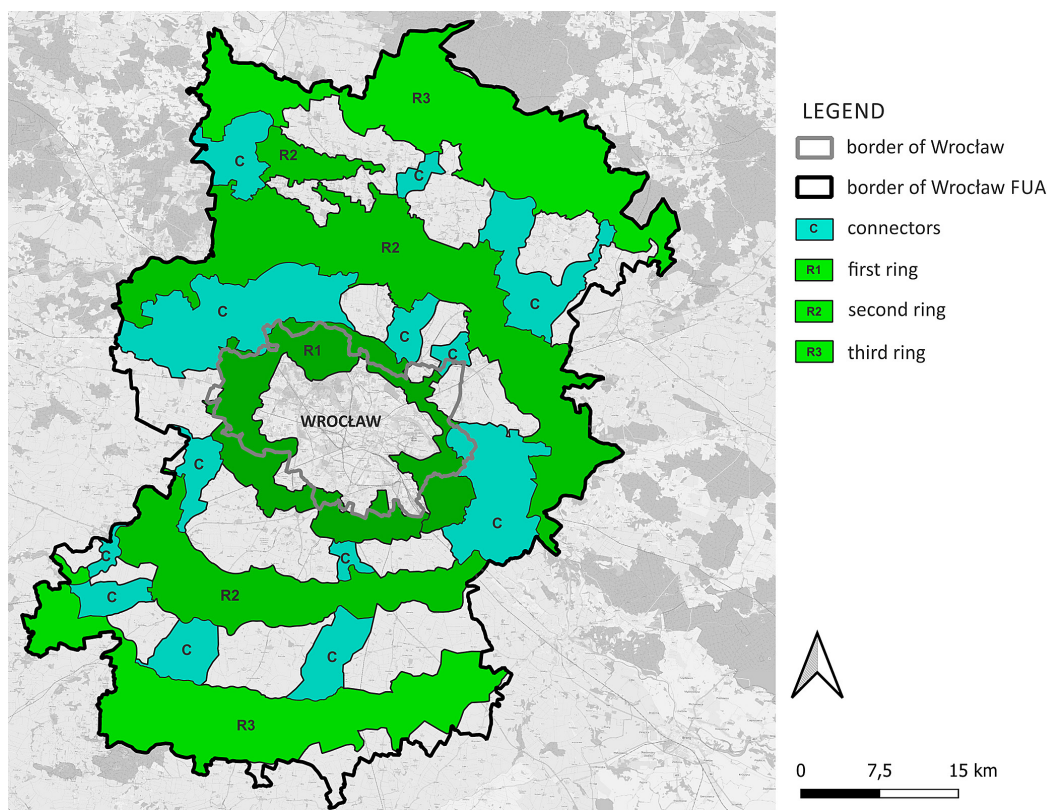 R3
R2
C
C
R2
C
C
C
C
R1
WROCŁAW
C
C
C
C
C
R2
C
C
R3
LEGEND
border of Wrocław
border of Wrocław FUA
C connectors
R1 first ring
R2 second ring
R3 third ring
0 7,5 15 km